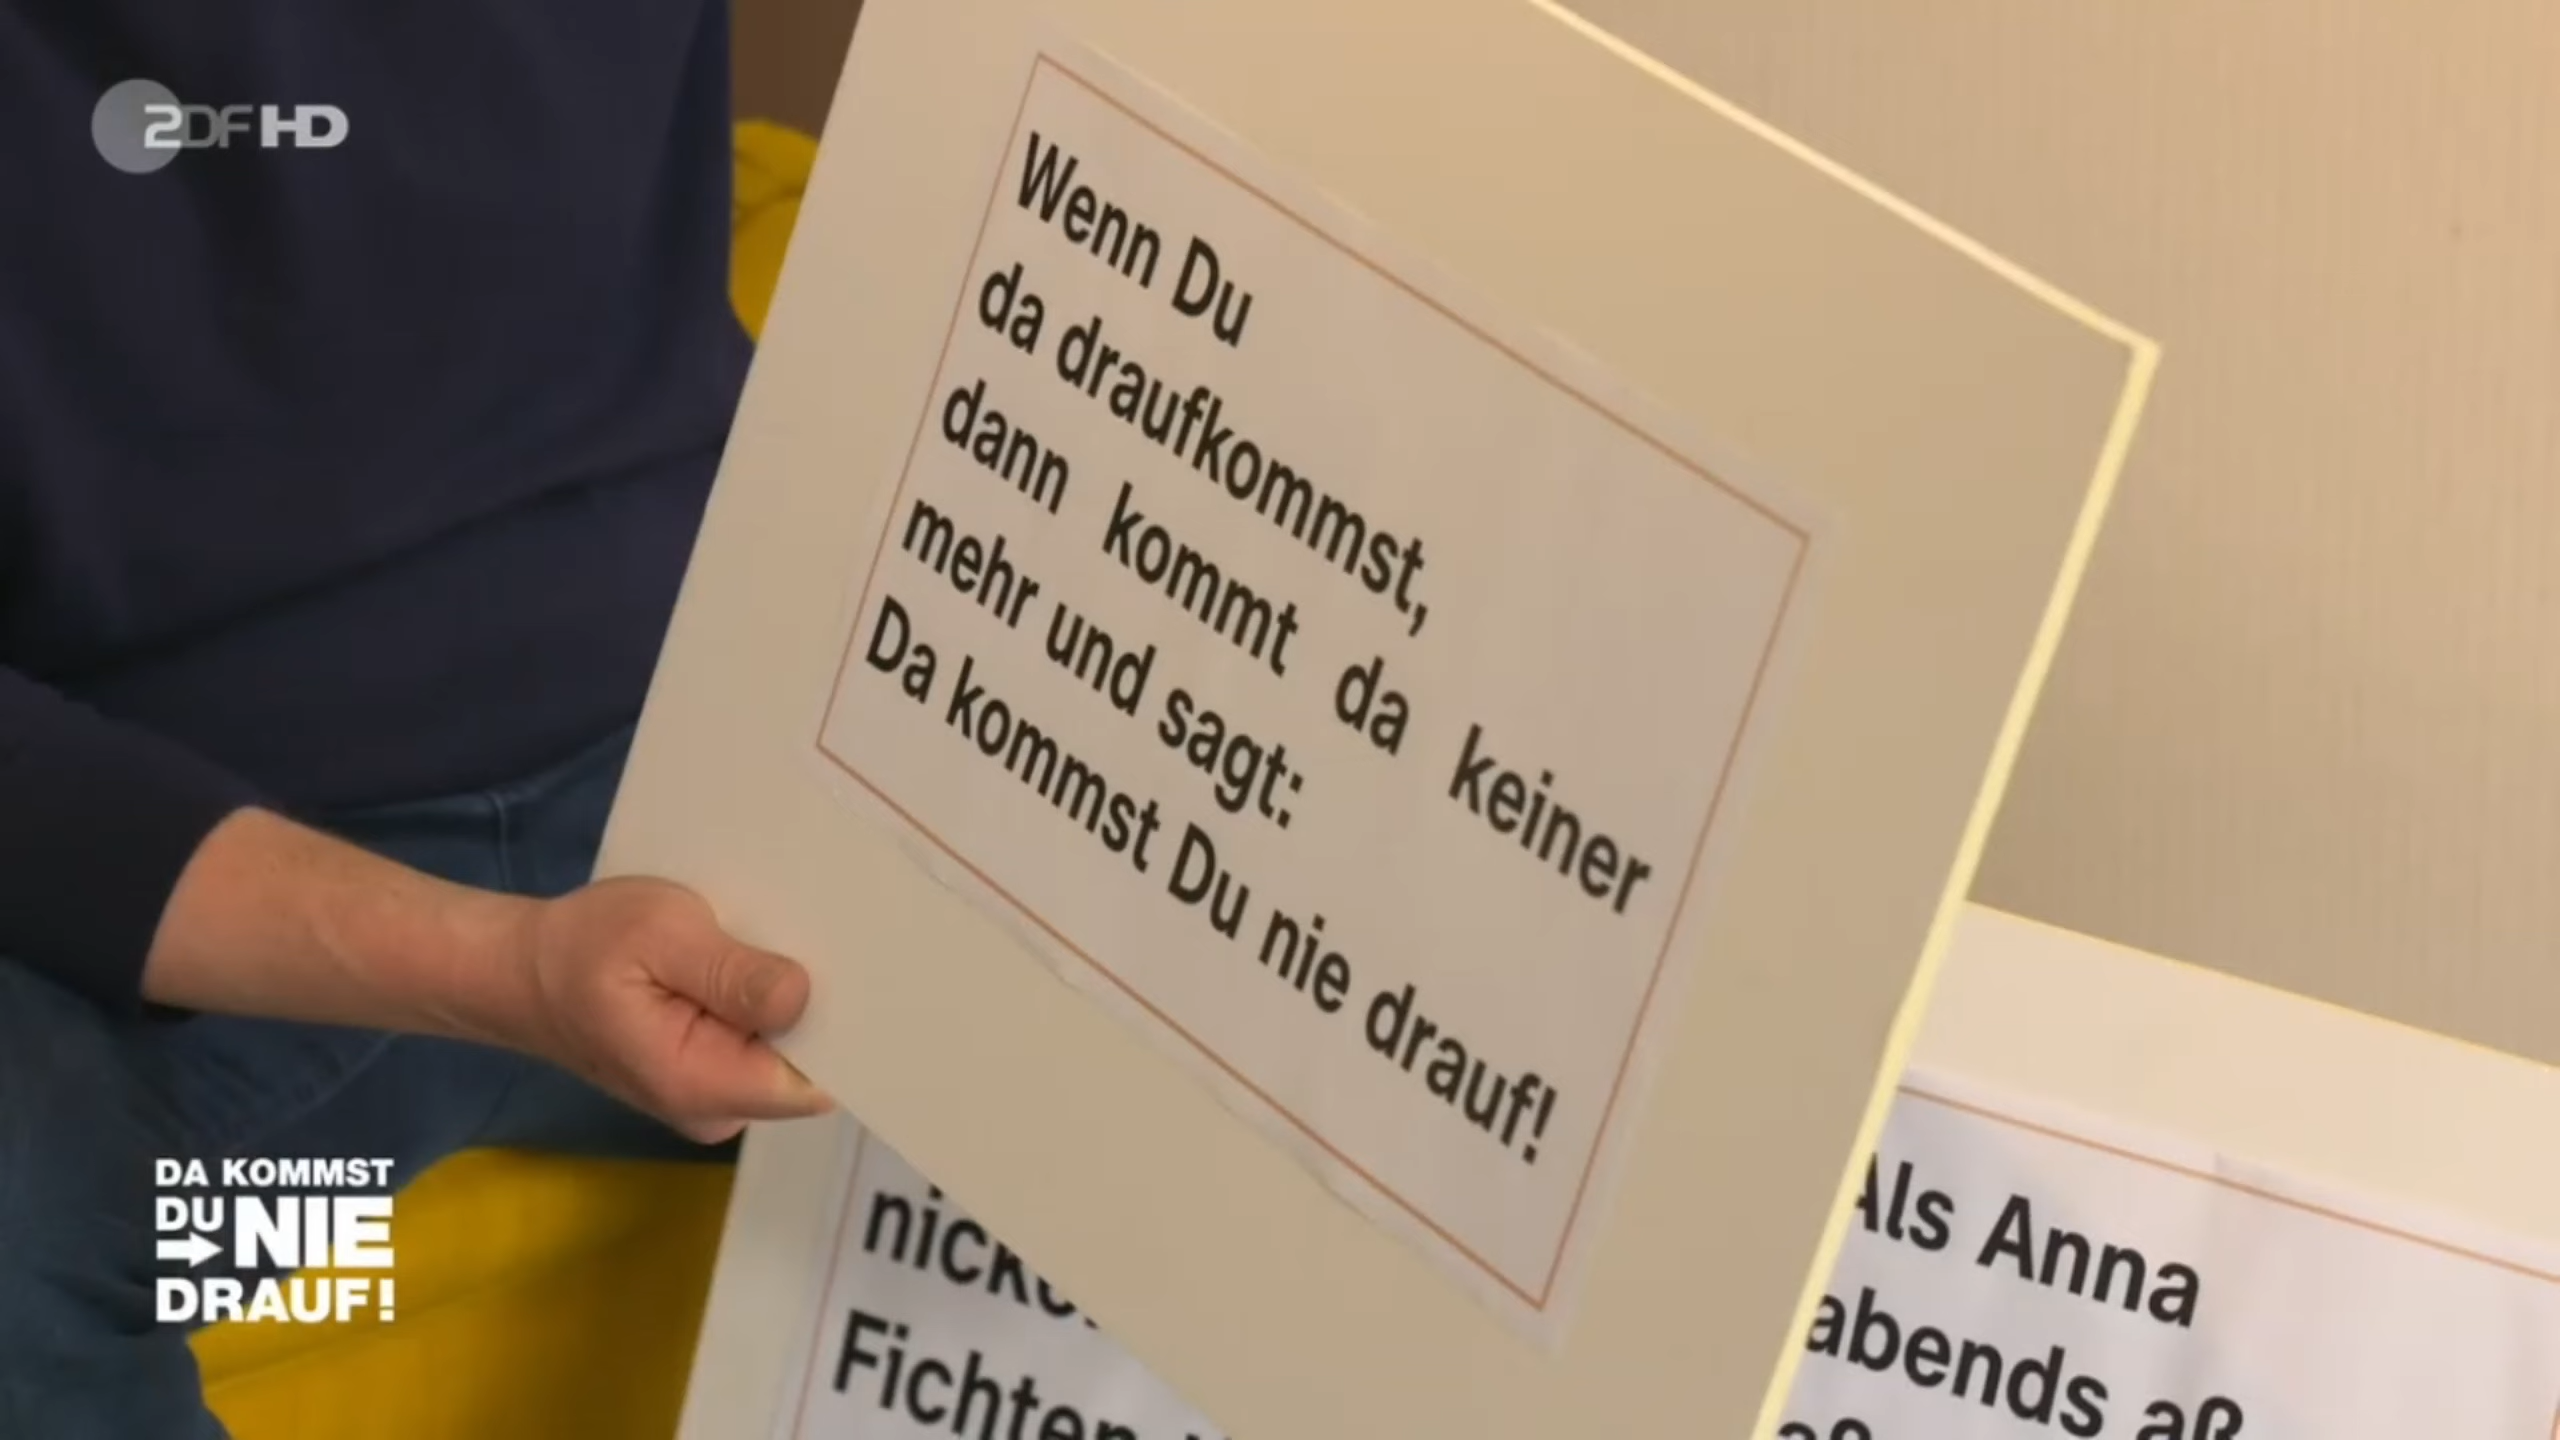 ZDF HD
Wenn Du
da draufkommst,
dann kommt da keiner
mehr und sagt:
Da kommst Du nie drauf!
Fichten
Als Anna
abends aß
DA KOMMST
DU NIE
DRAUF!